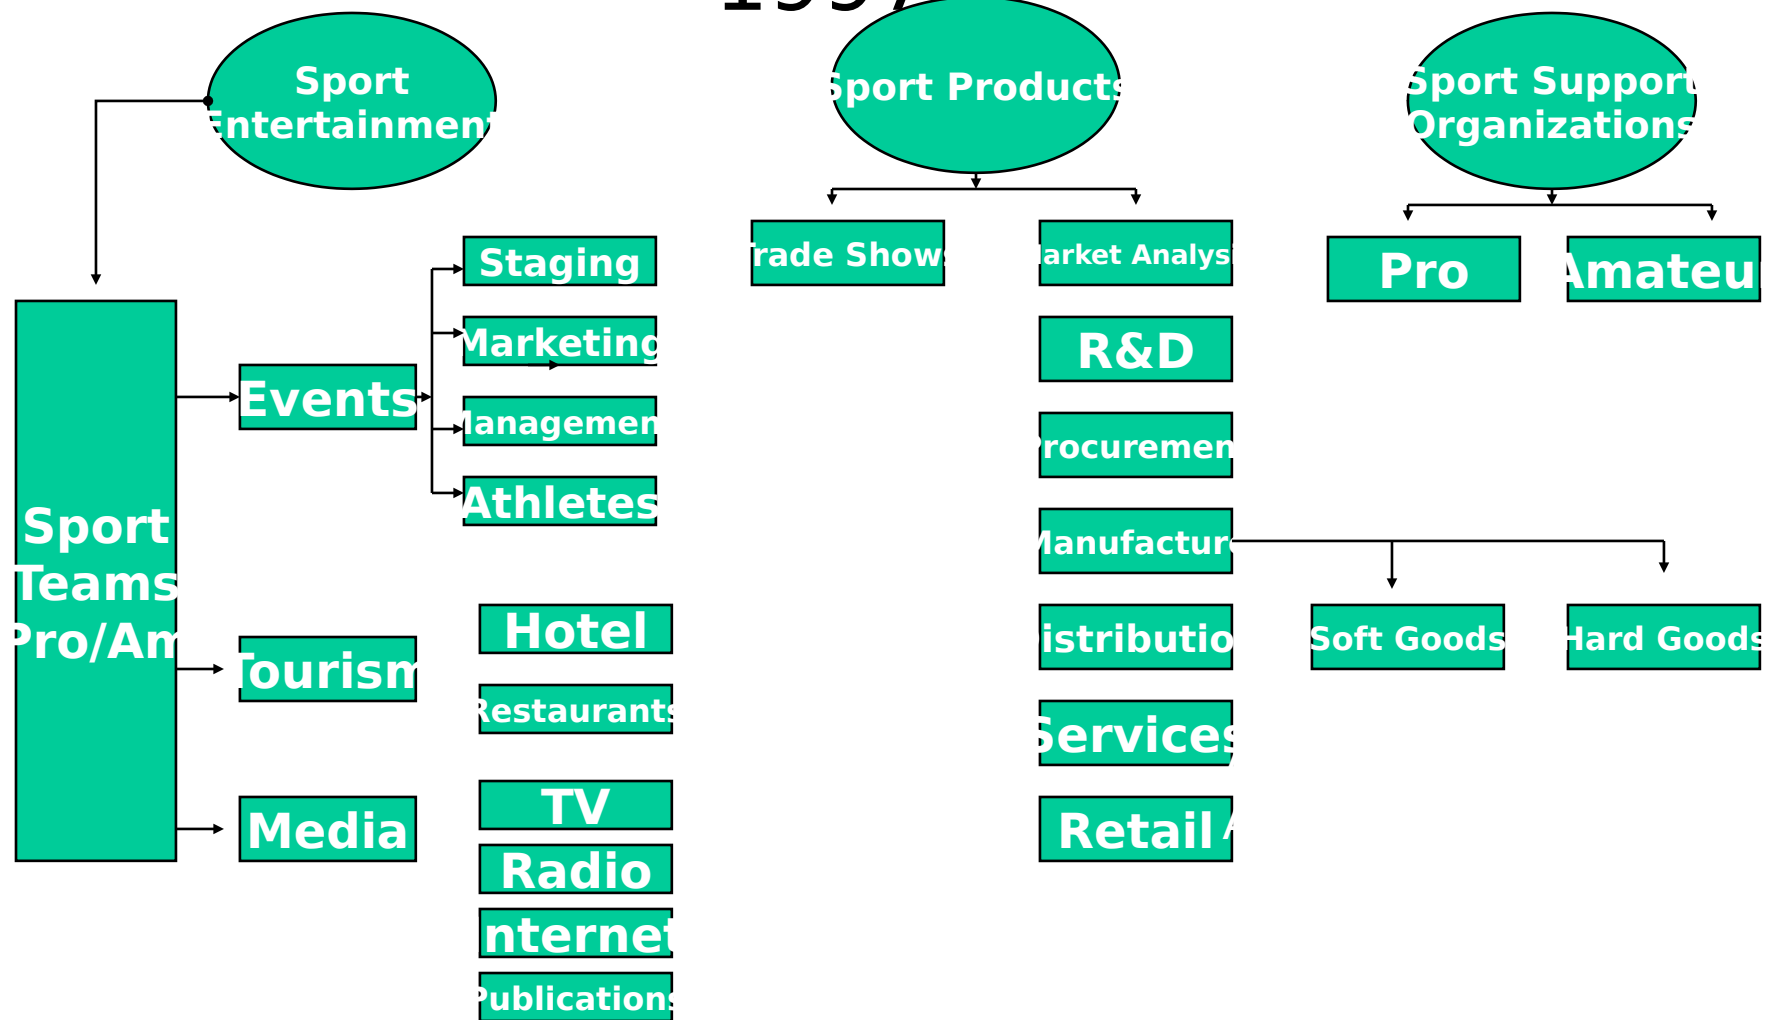 1997
Sport
Entertainment
Sport Products
Sport Support
Organizations
Staging
Marketing
Management
Athletes
Events
Sport
Teams
Pro/Am
Tourism
Media
Hotel
Restaurants
TV
Radio
Internet
Publications
Trade Shows
Market Analysis
R&D
Procurement
Manufacture
Distribution
Services
Retail
Soft Goods
Hard Goods
Pro
Amateur